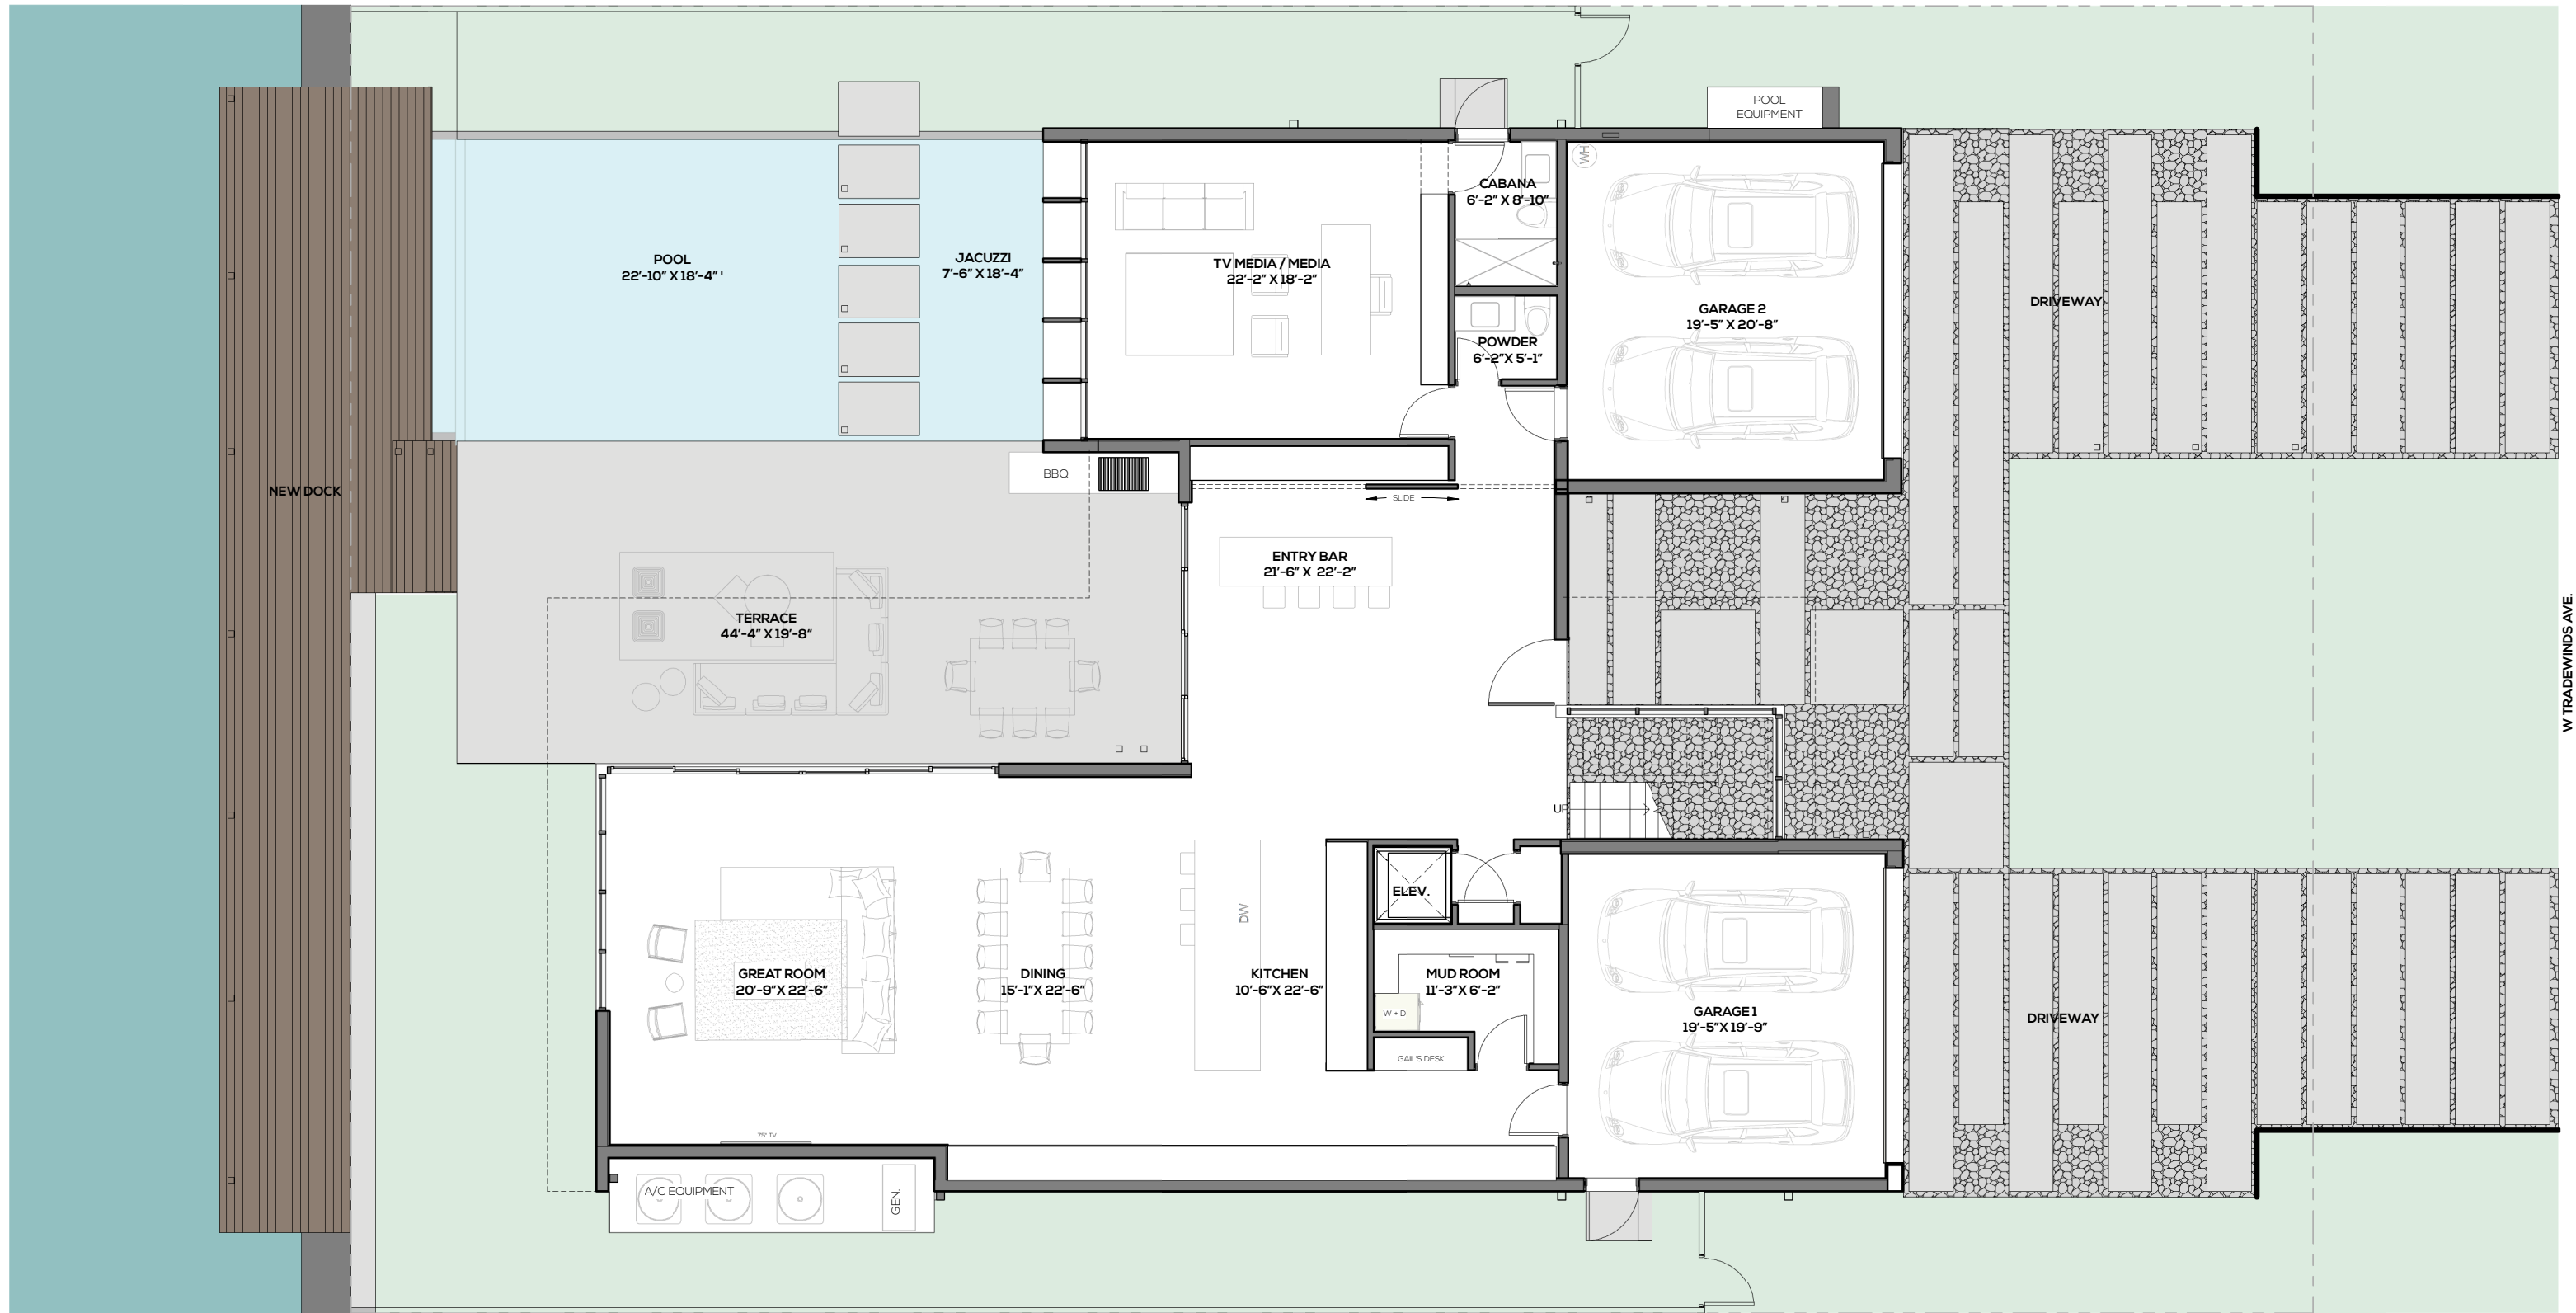 POOL
EQUIPMENT
WH
CABANA
6'-2" X 8'-10"
POOL
22'-10" X 18'-4" '
JACUZZI
7'-6" X 18'-4"
TV MEDIA / MEDIA
22'-2" X 18'-2"
GARAGE 2
19'-5" X 20'-8"
DRIVEWAY
POWDER
6'-2"X 5'-1"
BBQ
NEW DOCK
SLIDE
ENTRY BAR
21'-6" X 22'-2"
TERRACE
44'-4" X 19'-8"
W TRADEWINDS AVE.
UP
ELEV.
DW
GREAT ROOM
20'-9"X 22'-6"
DINING
15'-1"X 22'-6"
KITCHEN
10'-6"X 22'-6"
MUD ROOM
11'-3"X 6'-2"
W + D
GARAGE 1
19'-5"X 19'-9"
DRIVEWAY
GAIL'S DESK
75" TV
A/C EQUIPMENT
GEN.